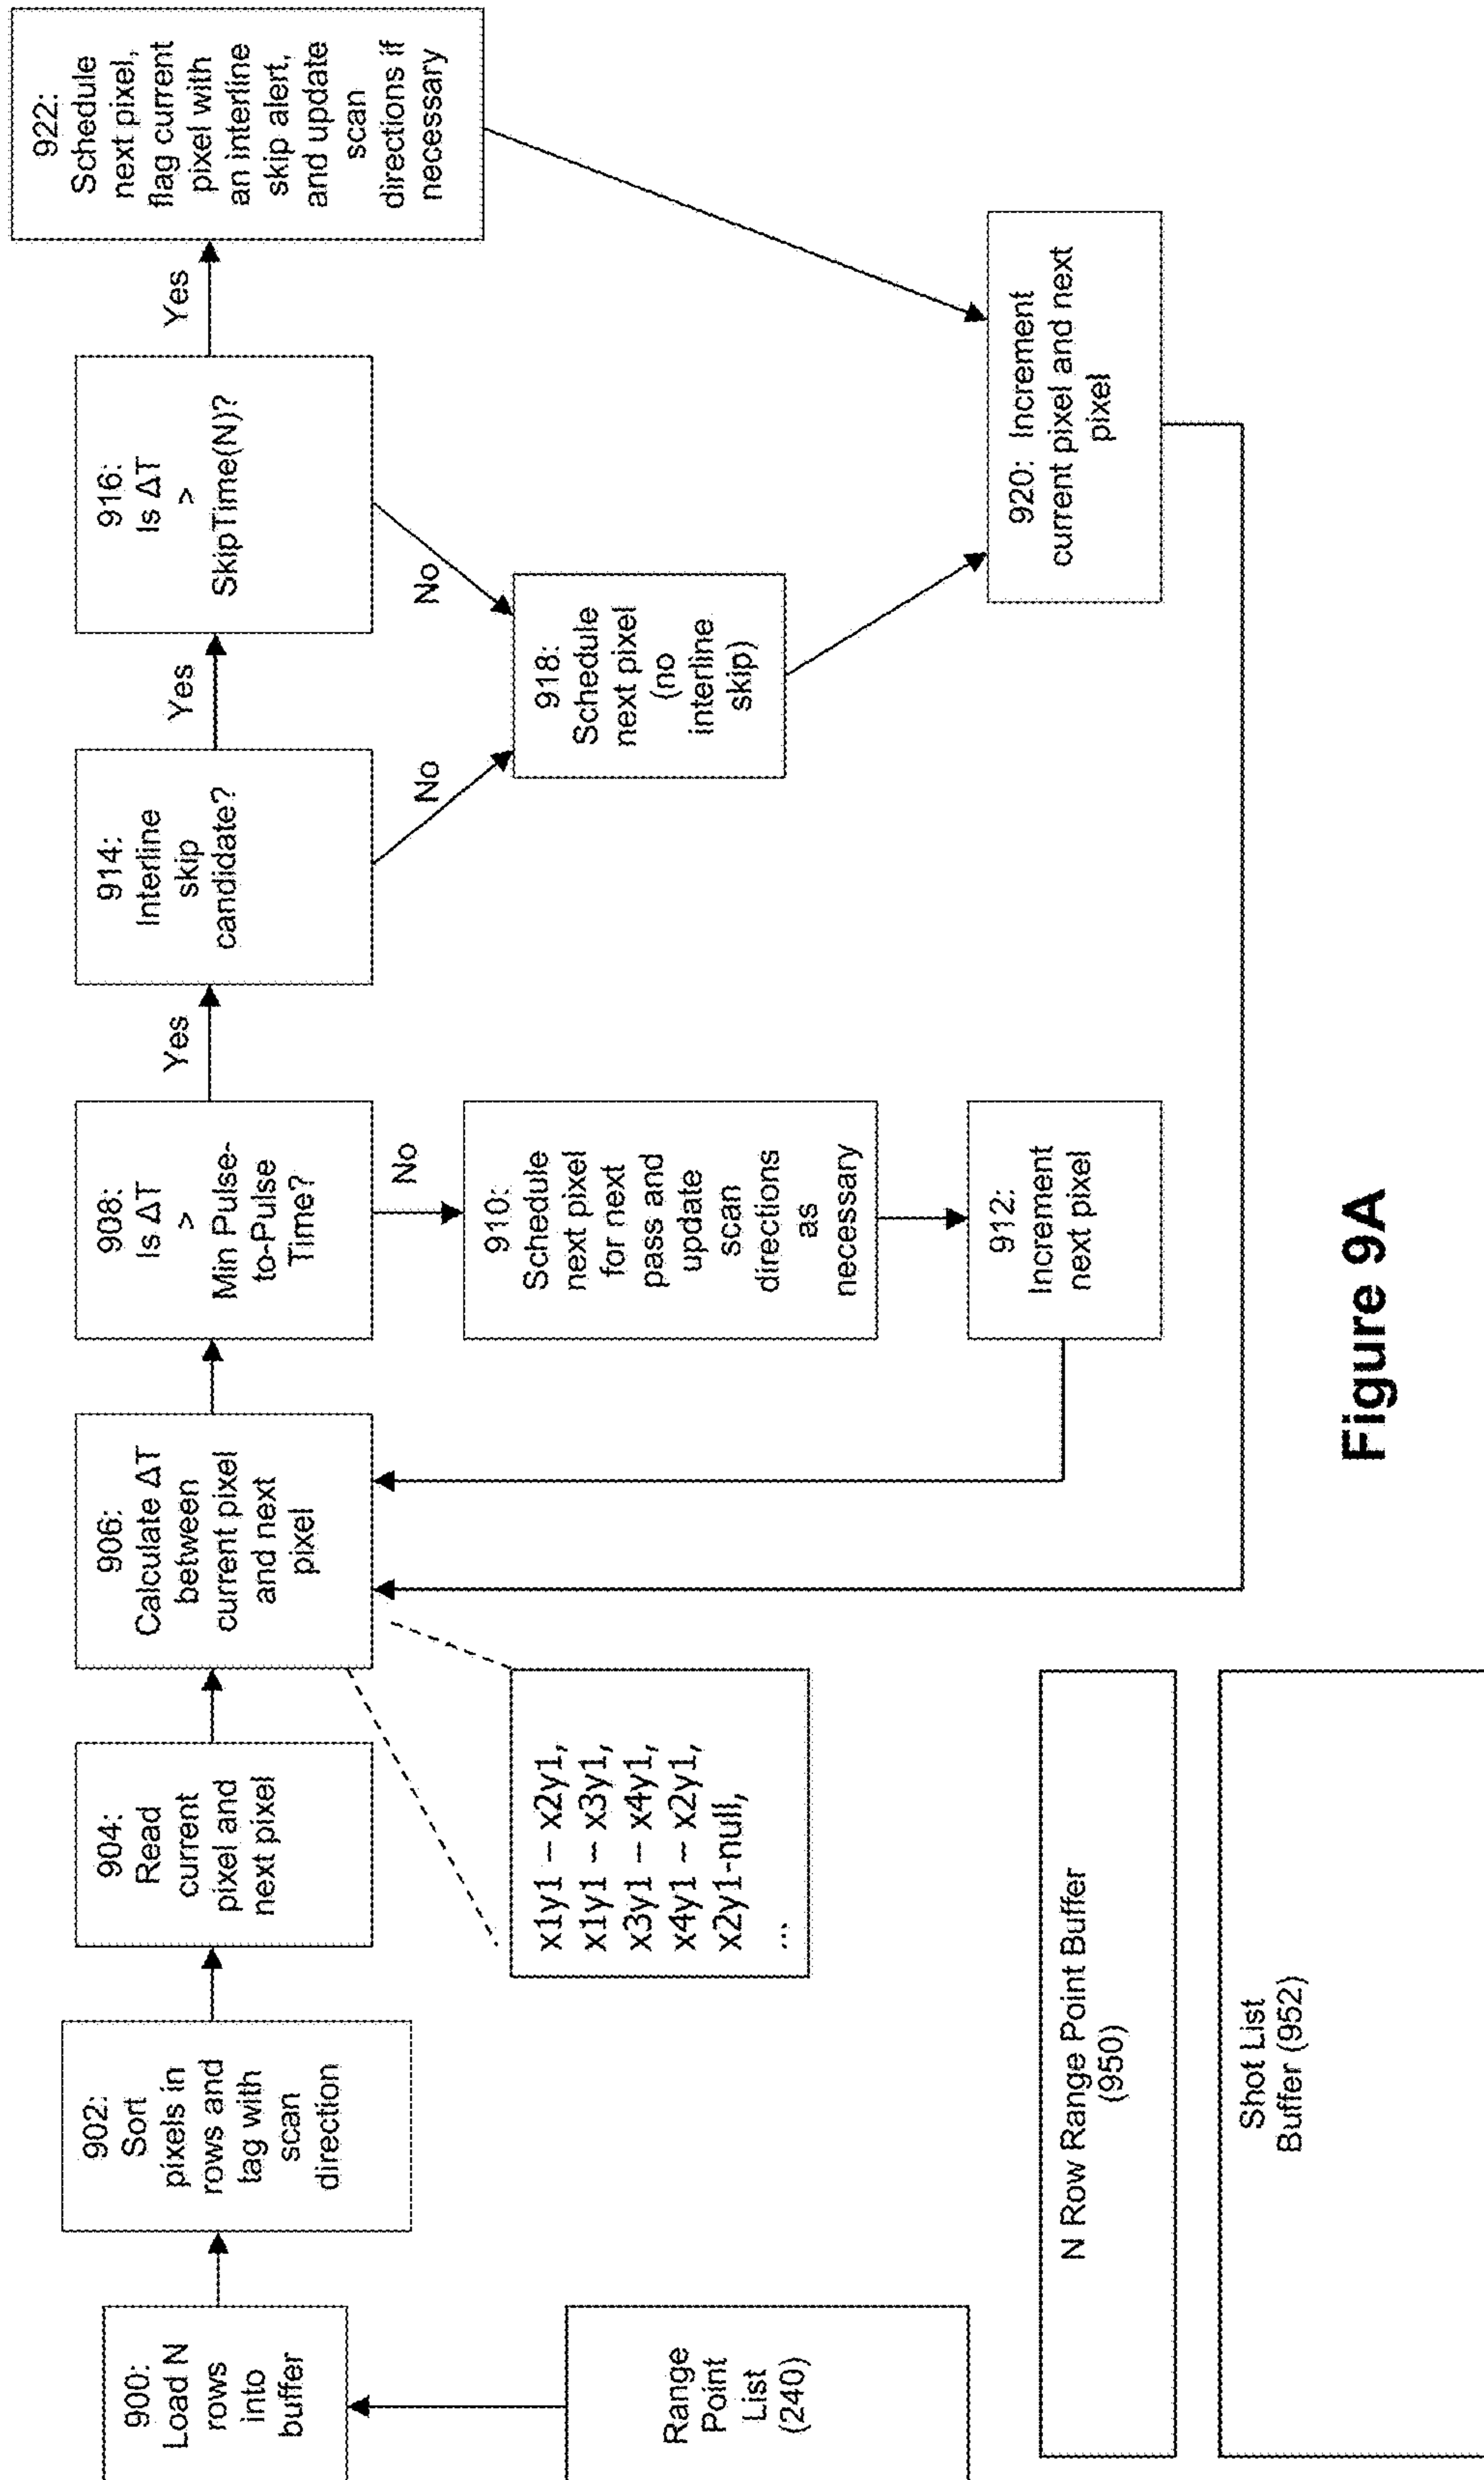 900:
Load N
rows
into
buffer
Range
Point
List
(240)
902:
Sort
pixels in
rows and
tag with
scan
direction
904:
Read
current
pixel and
next pixel
906:
Calculate ΔT
between
current pixel
and next
pixel
x1y1 – x2y1,
x1y1 – x3y1,
x3y1 – x4y1,
x4y1 – x2y1,
x2y1-null,
...
908:
Is ΔT
>
Min Pulse-
to-Pulse
Time?
Yes
No
910:
Schedule
next pixel
for next
pass and
update
scan
directions
as
necessary
912:
Increment
next pixel
914:
Interline
skip
candidate?
Yes
No
916:
Is ΔT
>
SkipTime(N)?
Yes
No
918:
Schedule
next pixel
(no
interline
skip)
922:
Schedule
next pixel,
flag current
pixel with
an interline
skip alert,
and update
scan
directions if
necessary
920: Increment
current pixel and next
pixel
N Row Range Point Buffer
(950)
Shot List
Buffer (952)
Figure 9A